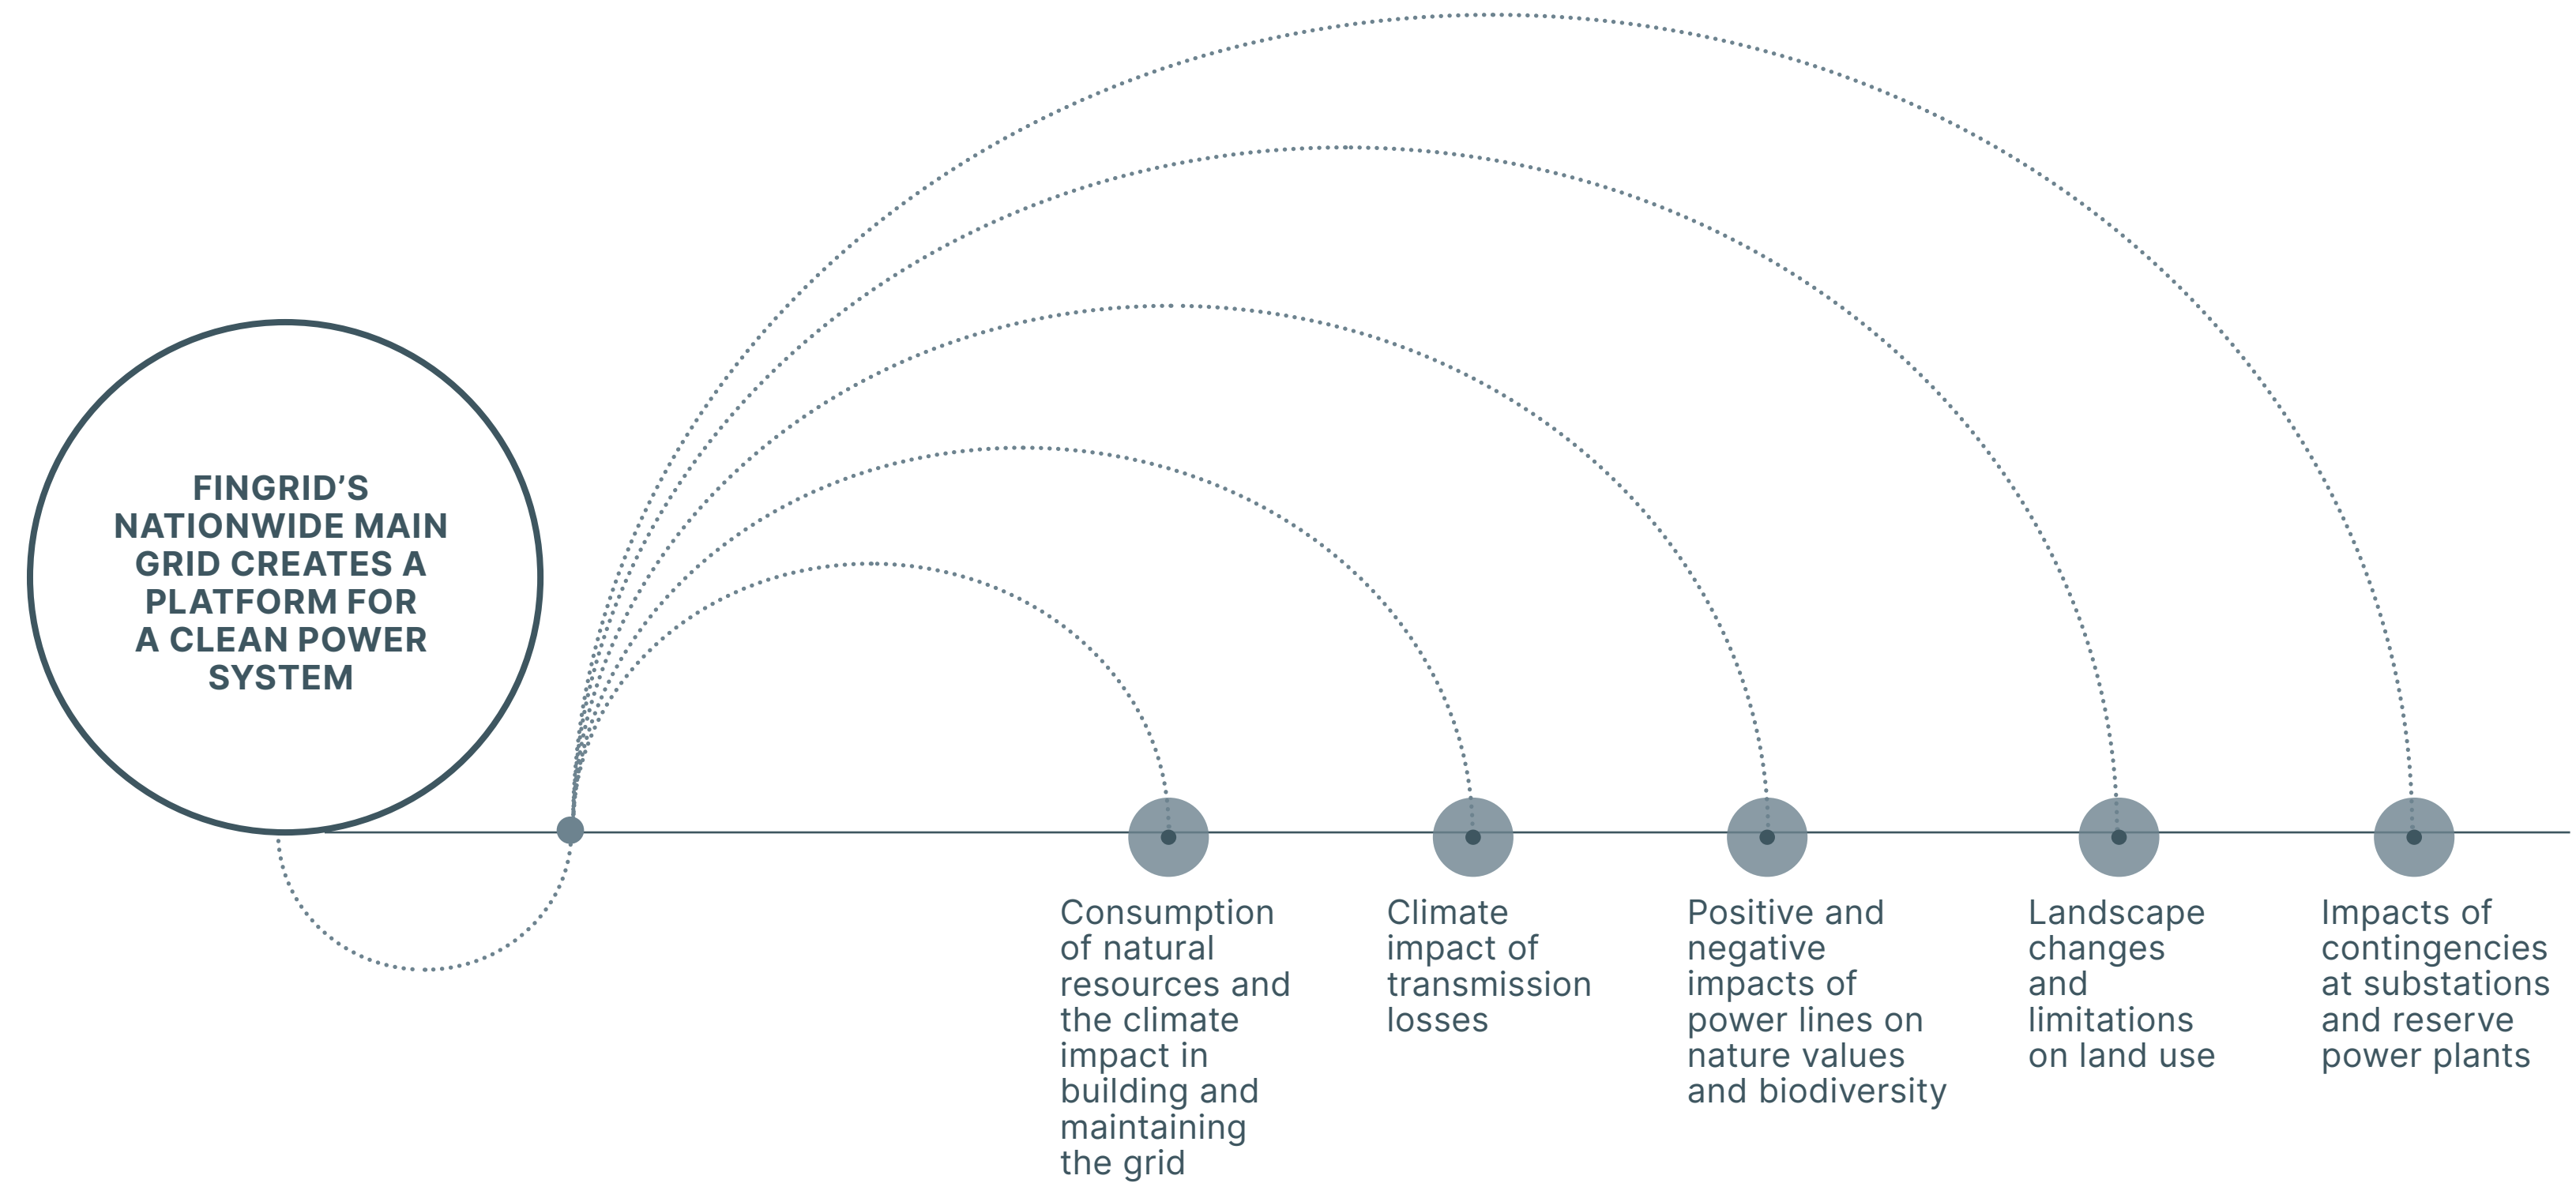 FINGRID’S
NATIONWIDE MAIN
GRID CREATES A
PLATFORM FOR
A CLEAN POWER
SYSTEM
Consumption
of natural
resources and
the climate
impact in
building and
maintaining
the grid
Climate
impact of
transmission
losses
Positive and
negative
impacts of
power lines on
nature values
and biodiversity
Landscape
changes
and
limitations
on land use
Impacts of
contingencies
at substations
and reserve
power plants